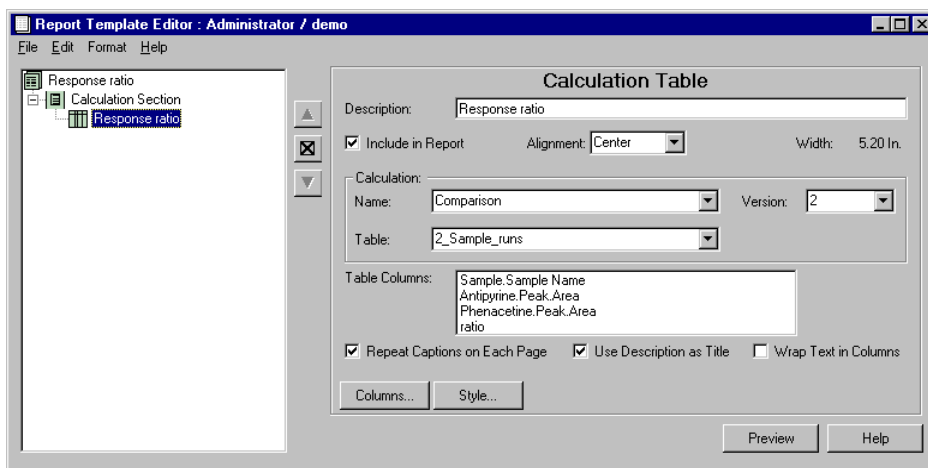 Report Template Editor : Administrator / demo
File Edit Format Help
Response ratio
Calculation Section
Response ratio
Calculation Table
Description: Response ratio
Include in Report Alignment: Center Width: 5.20 In.
Calculation:
Name: Comparison Version: 2
Table: 2_Sample_runs
Table Columns: Sample.Sample Name
Antipyrine.Peak.Area
Phenacetine.Peak.Area
ratio
Repeat Captions on Each Page Use Description as Title Wrap Text in Columns
Columns... Style...
Preview Help